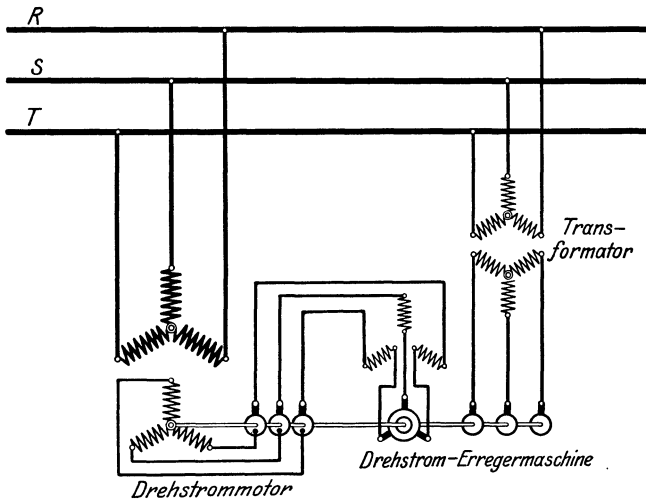 R
S
T
Trans-
formator
Drehstrom-Erregermaschine
Drehstrommotor